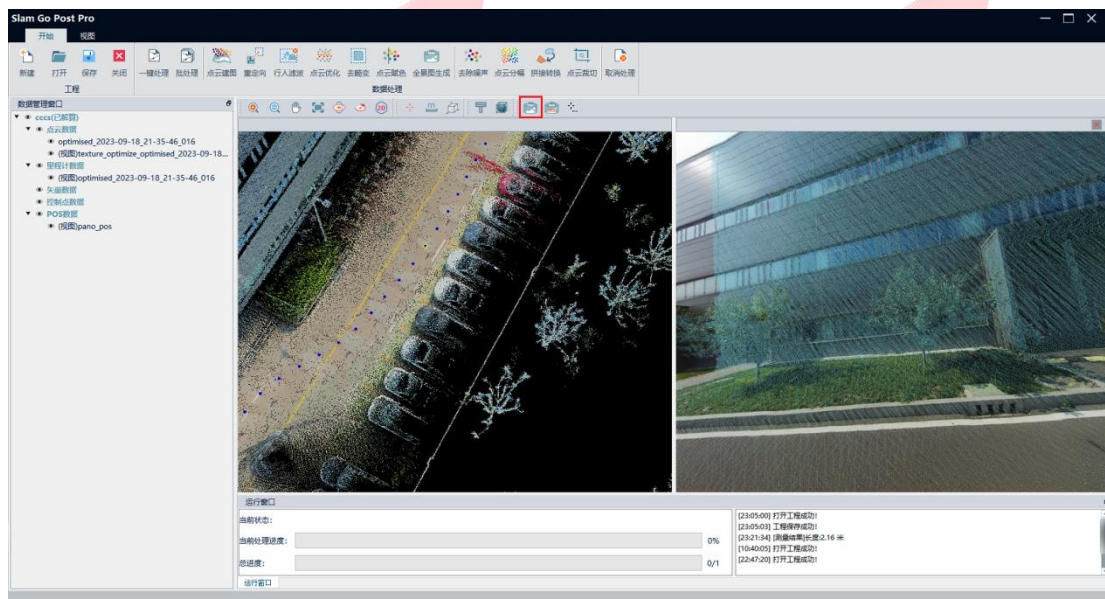 Slam Go Post Pro
开始 视图
新建 打开 保存 关闭 一键处理 批处理 点云建图 重定向 行人滤波 点云优化 去畸变 点云赋色 全景图生成 去除噪声 点云分幅 拼接转换 点云裁切 取消处理
工程 数据处理
数据管理窗口
cccs(已解算)
点云数据
optimised_2023-09-18_21-35-46_016
(视图)texture_optimize_optimised_2023-09-18...
里程计数据
(视图)optimised_2023-09-18_21-35-46_016
矢量数据
控制点数据
POS数据
(视图)pano_pos
运行窗口
当前状态:
当前处理进度: 0%
总进度: 0/1
[23:05:00] 打开工程成功!
[23:05:03] 工程保存成功!
[23:21:34] [测量结果]长度:2.16 米
[10:40:05] 打开工程成功!
[22:47:20] 打开工程成功!
运行窗口